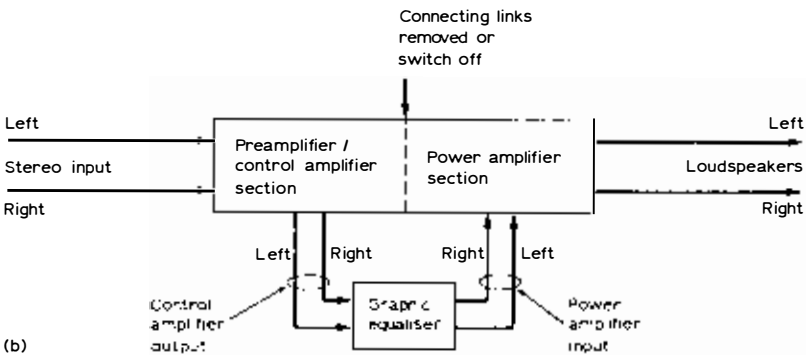 Connecting links
removed or
switch off
Left
Stereo input
Right
Preamplifier /
control amplifier
section
Power amplifier
section
Left
Loudspeakers
Right
Left
Right
Right
Left
Control
amplifier
output
Graphic
equaliser
Power
amplifier
input
(b)